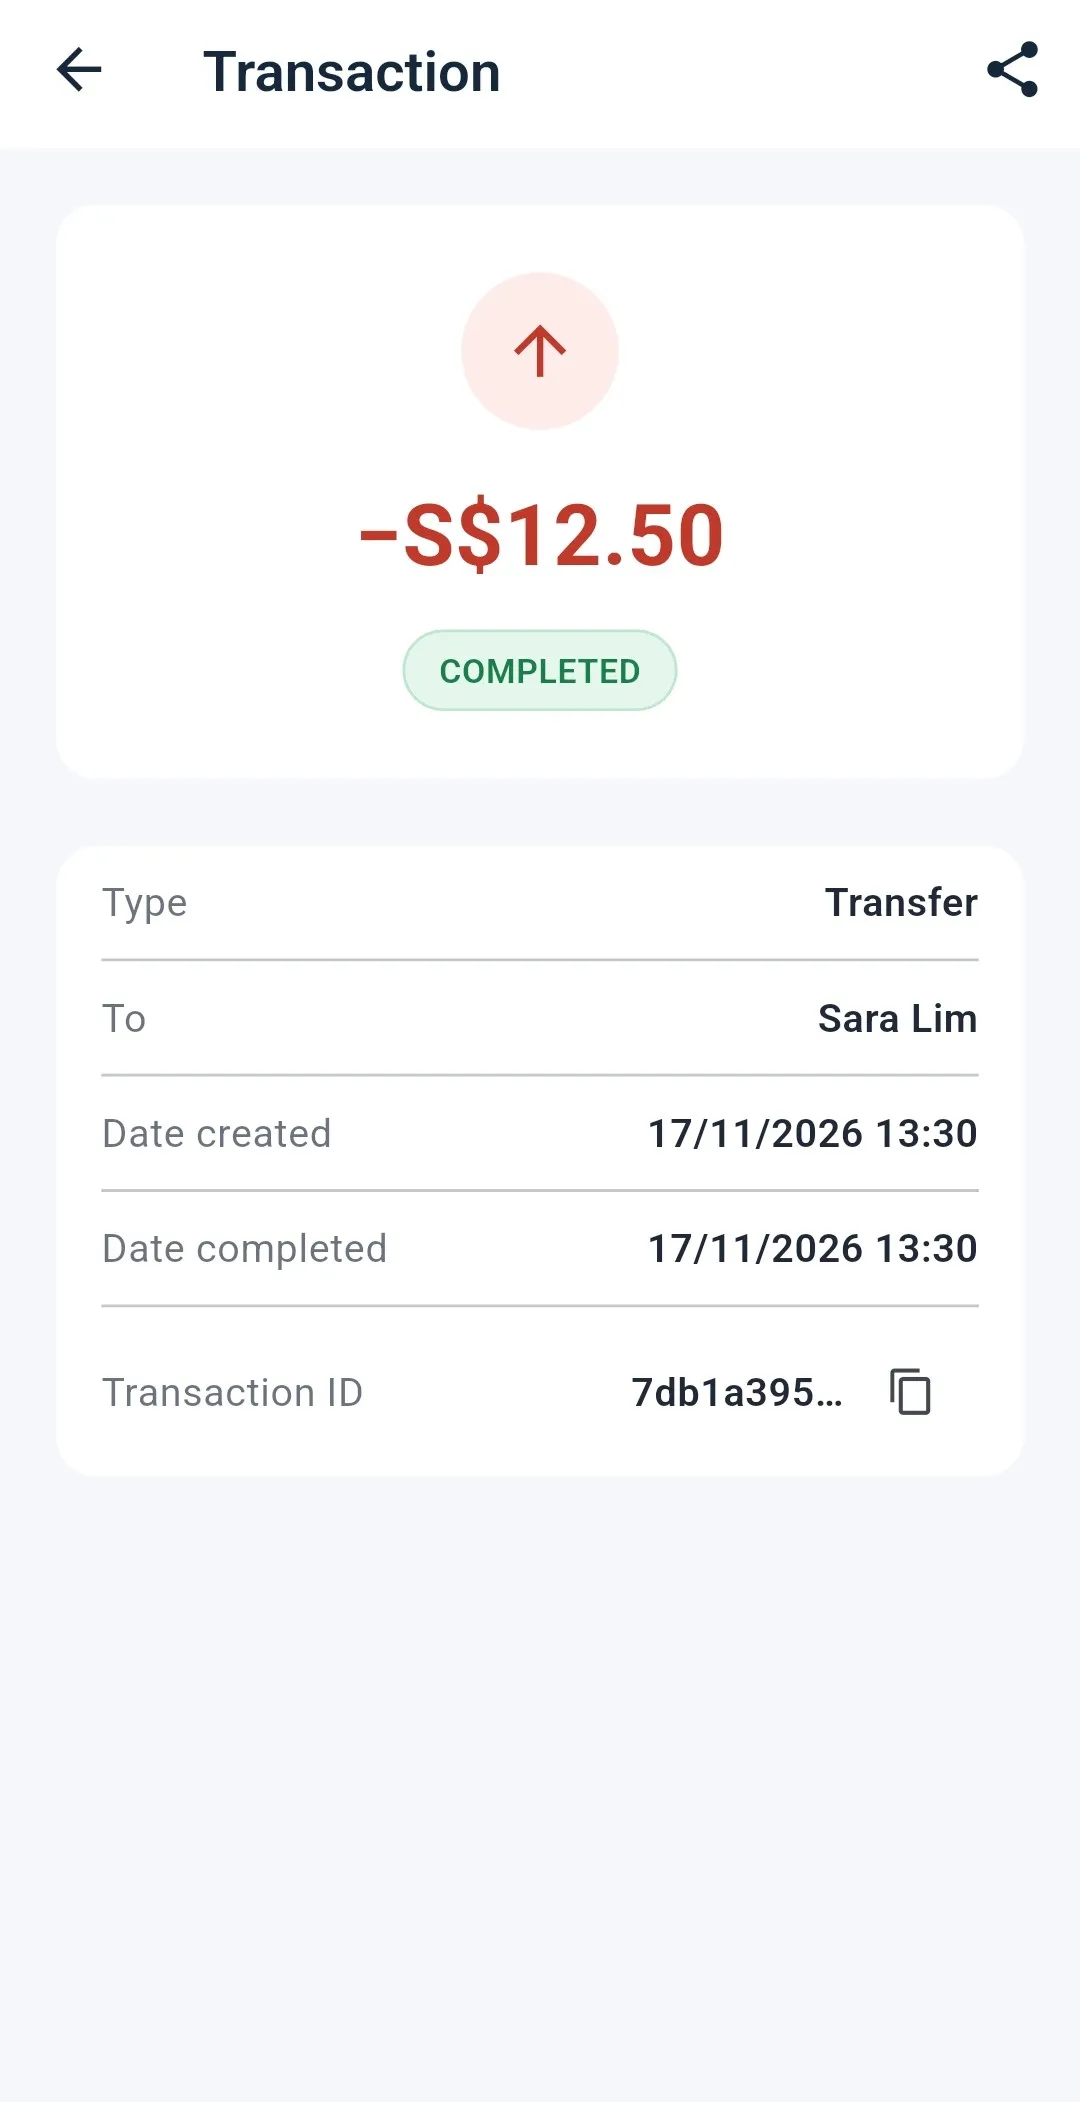 Transaction
–S$12.50
COMPLETED
Type Transfer
To Sara Lim
Date created 17/11/2026 13:30
Date completed 17/11/2026 13:30
Transaction ID 7db1a395...